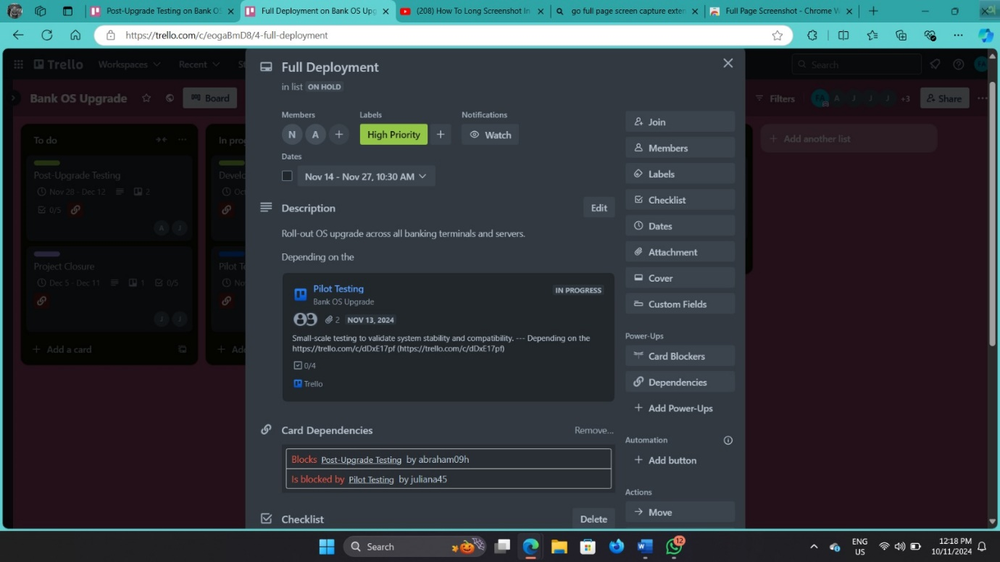 Post-Upgrade Testing on Bank OS
Full Deployment on Bank OS Upg
(208) How To Long Screenshot In
go full page screen capture exten
Full Page Screenshot - Chrome W
https://trello.com/c/eogaBmD8/4-full-deployment
Trello
Workspaces
Recent
St
Search
FA
Bank OS Upgrade
Board
Filters
FA A J J J +3
Share
To do
Post-Upgrade Testing
Nov 28 - Dec 12
2
0/5
A J
Project Closure
Dec 5 - Dec 11
1
0/5
J J
Add a card
In prog
Develo
Oct
Pilot Te
No
Add
Add another list
Full Deployment
in list ON HOLD
Members
N A
Labels
High Priority
Notifications
Watch
Dates
Nov 14 - Nov 27, 10:30 AM
Description
Edit
Roll-out OS upgrade across all banking terminals and servers.
Depending on the
Pilot Testing
IN PROGRESS
Bank OS Upgrade
2 NOV 13, 2024
Small-scale testing to validate system stability and compatibility. --- Depending on the
https://trello.com/c/dDxE17pf (https://trello.com/c/dDxE17pf)
0/4
Trello
Card Dependencies
Remove...
Blocks Post-Upgrade Testing by abraham09h
Is blocked by Pilot Testing by juliana45
Checklist
Delete
Join
Members
Labels
Checklist
Dates
Attachment
Cover
Custom Fields
Power-Ups
Card Blockers
Dependencies
Add Power-Ups
Automation
Add button
Actions
Move
Search
12
ENG
US
12:18 PM
10/11/2024